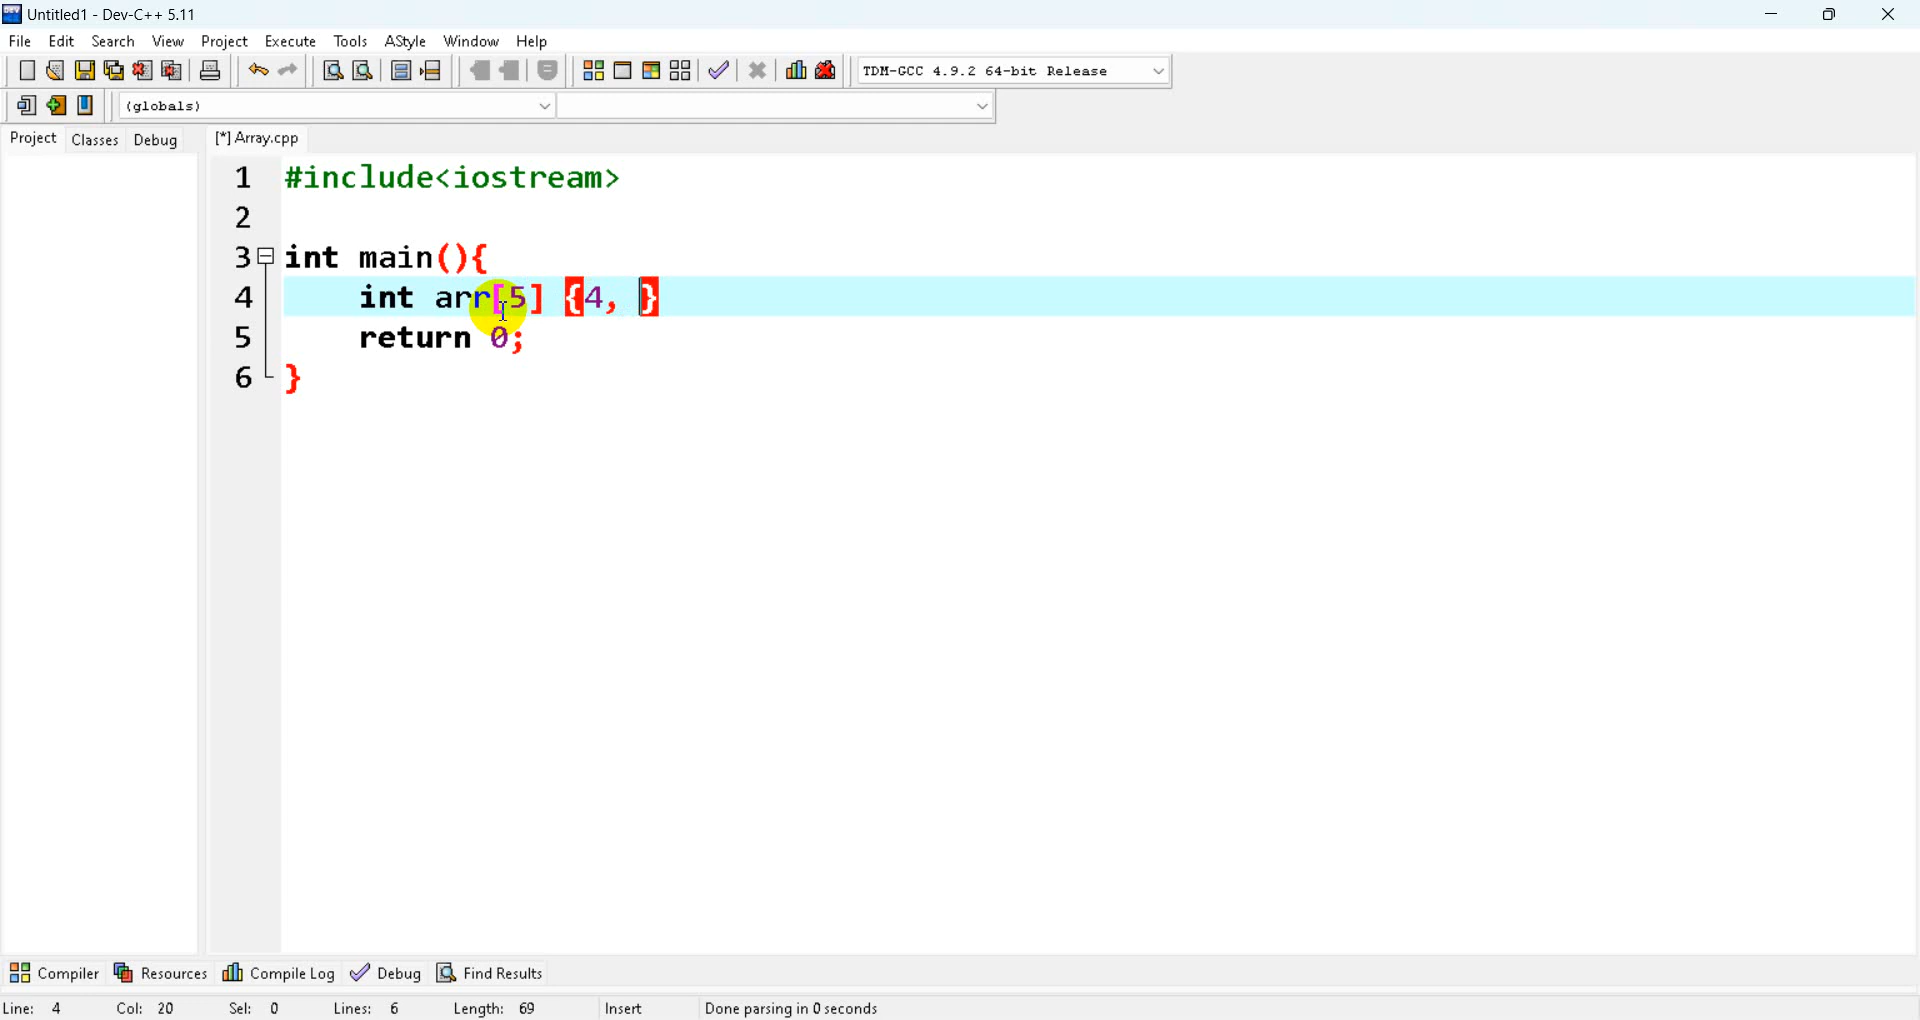 Untitled1 - Dev-C++ 5.11
File Edit Search View Project Execute Tools AStyle Window Help
TDM-GCC 4.9.2 64-bit Release
(globals)
Project Classes Debug [*] Array.cpp
1 #include<iostream>
2
3 int main(){
4 int arr[5] {4, }
5 return 0;
6 }
Compiler Resources Compile Log Debug Find Results
Line: 4 Col: 20 Sel: 0 Lines: 6 Length: 69 Insert Done parsing in 0 seconds